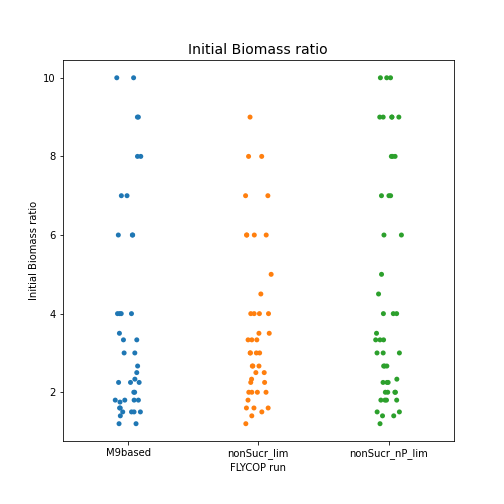 Initial Biomass ratio
10
8
6
4
2
Initial Biomass ratio
M9based
nonSucr_lim
nonSucr_nP_lim
FLYCOP run